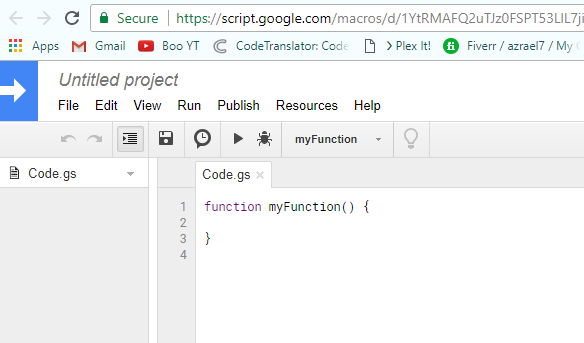 Secure https://script.google.com/macros/d/1YtRMAFQ2uTJz0FSPT53LIL7ji
Apps Gmail Boo YT CodeTranslator: Code > Plex It! Fiverr / azrael7 / My
Untitled project
File Edit View Run Publish Resources Help
myFunction
Code.gs
Code.gs ×
1 function myFunction() {
2
3 }
4